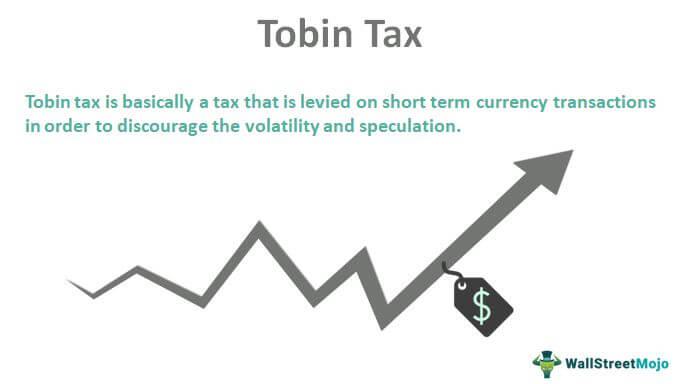 Tobin Tax
Tobin tax is basically a tax that is levied on short term currency transactions
in order to discourage the volatility and speculation.
$
WallStreetMojo